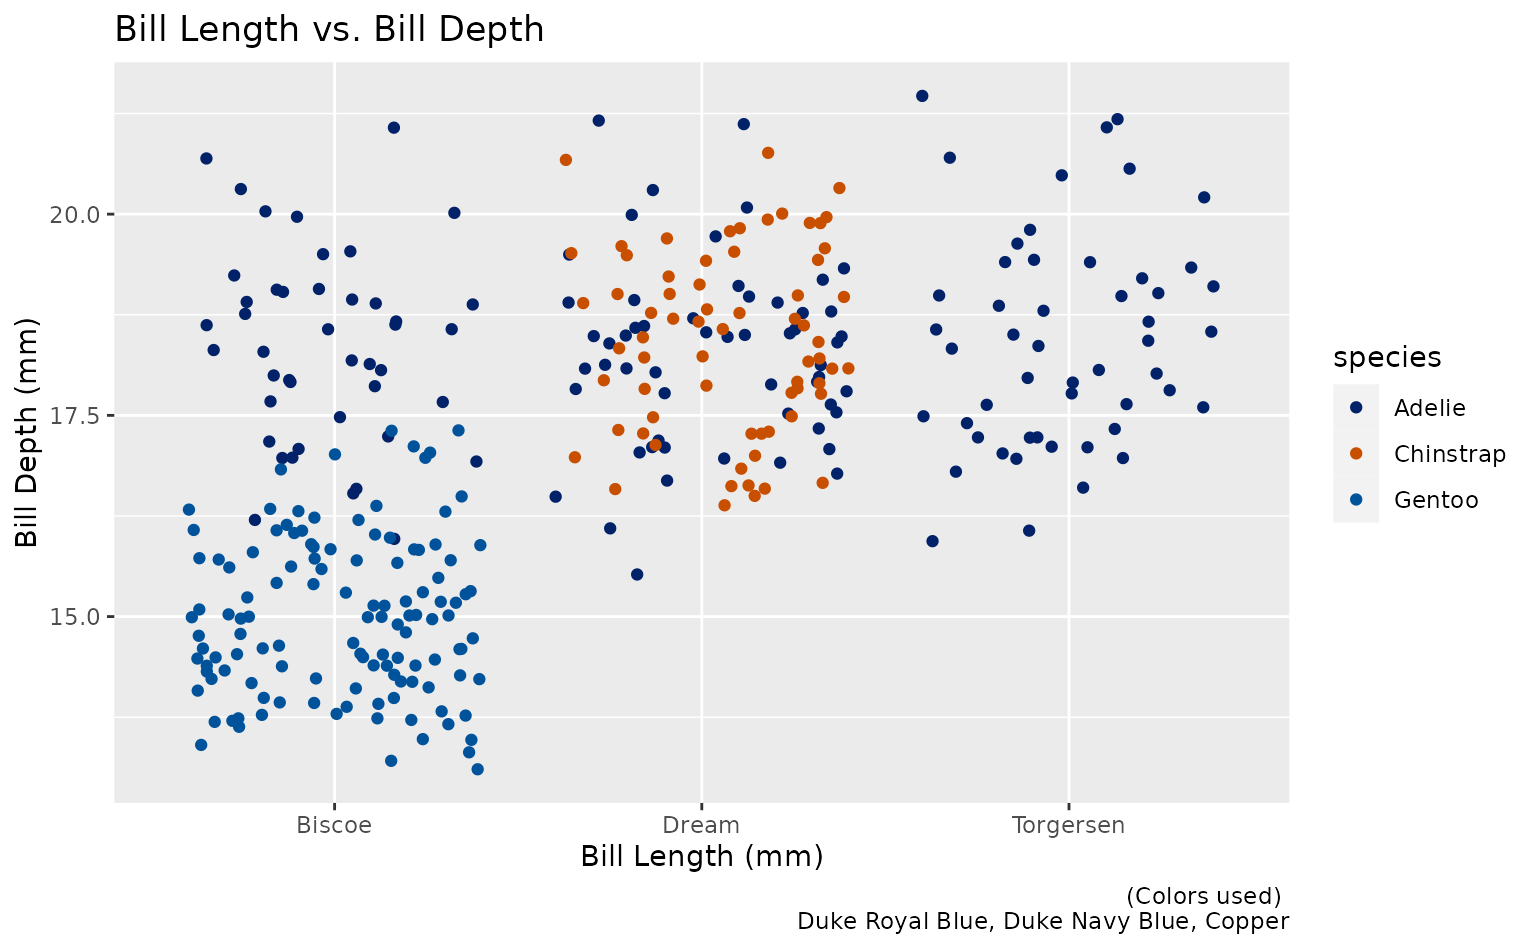 Bill Length vs. Bill Depth
Bill Depth (mm)
20.0
17.5
15.0
Biscoe
Dream
Torgersen
Bill Length (mm)
species
Adelie
Chinstrap
Gentoo
(Colors used)
Duke Royal Blue, Duke Navy Blue, Copper